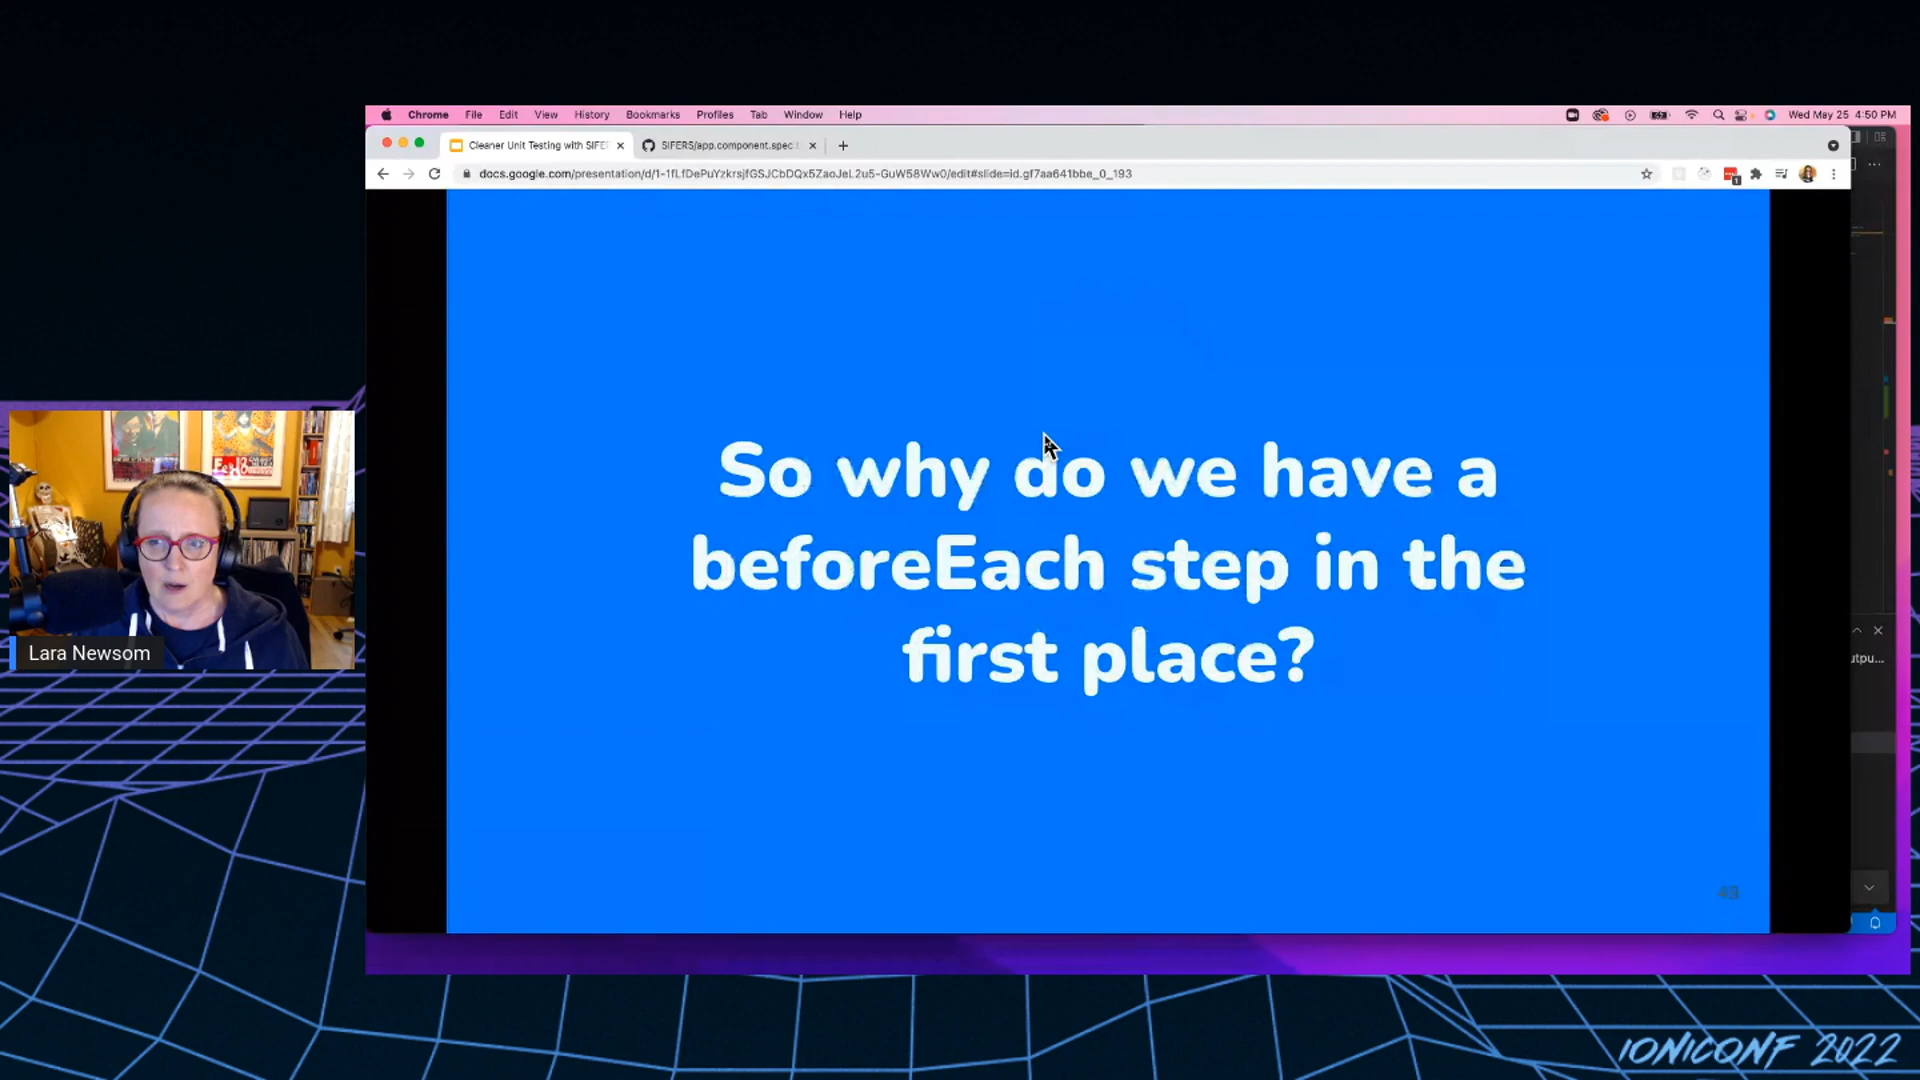 Chrome File Edit View History Bookmarks Profiles Tab Window Help Wed May 25 4:50 PM
Cleaner Unit Testing with SIFE SIFERS/app.component.spec.t
docs.google.com/presentation/d/1-1fLfDePuYzkrsjfGSJCbDQx5ZaoJeL2u5-GuW58Ww0/edit#slide=id.gf7aa641bbe_0_193
So why do we have a
beforeEach step in the
first place?
43
utpu...
Lara Newsom
IONICONF 2022